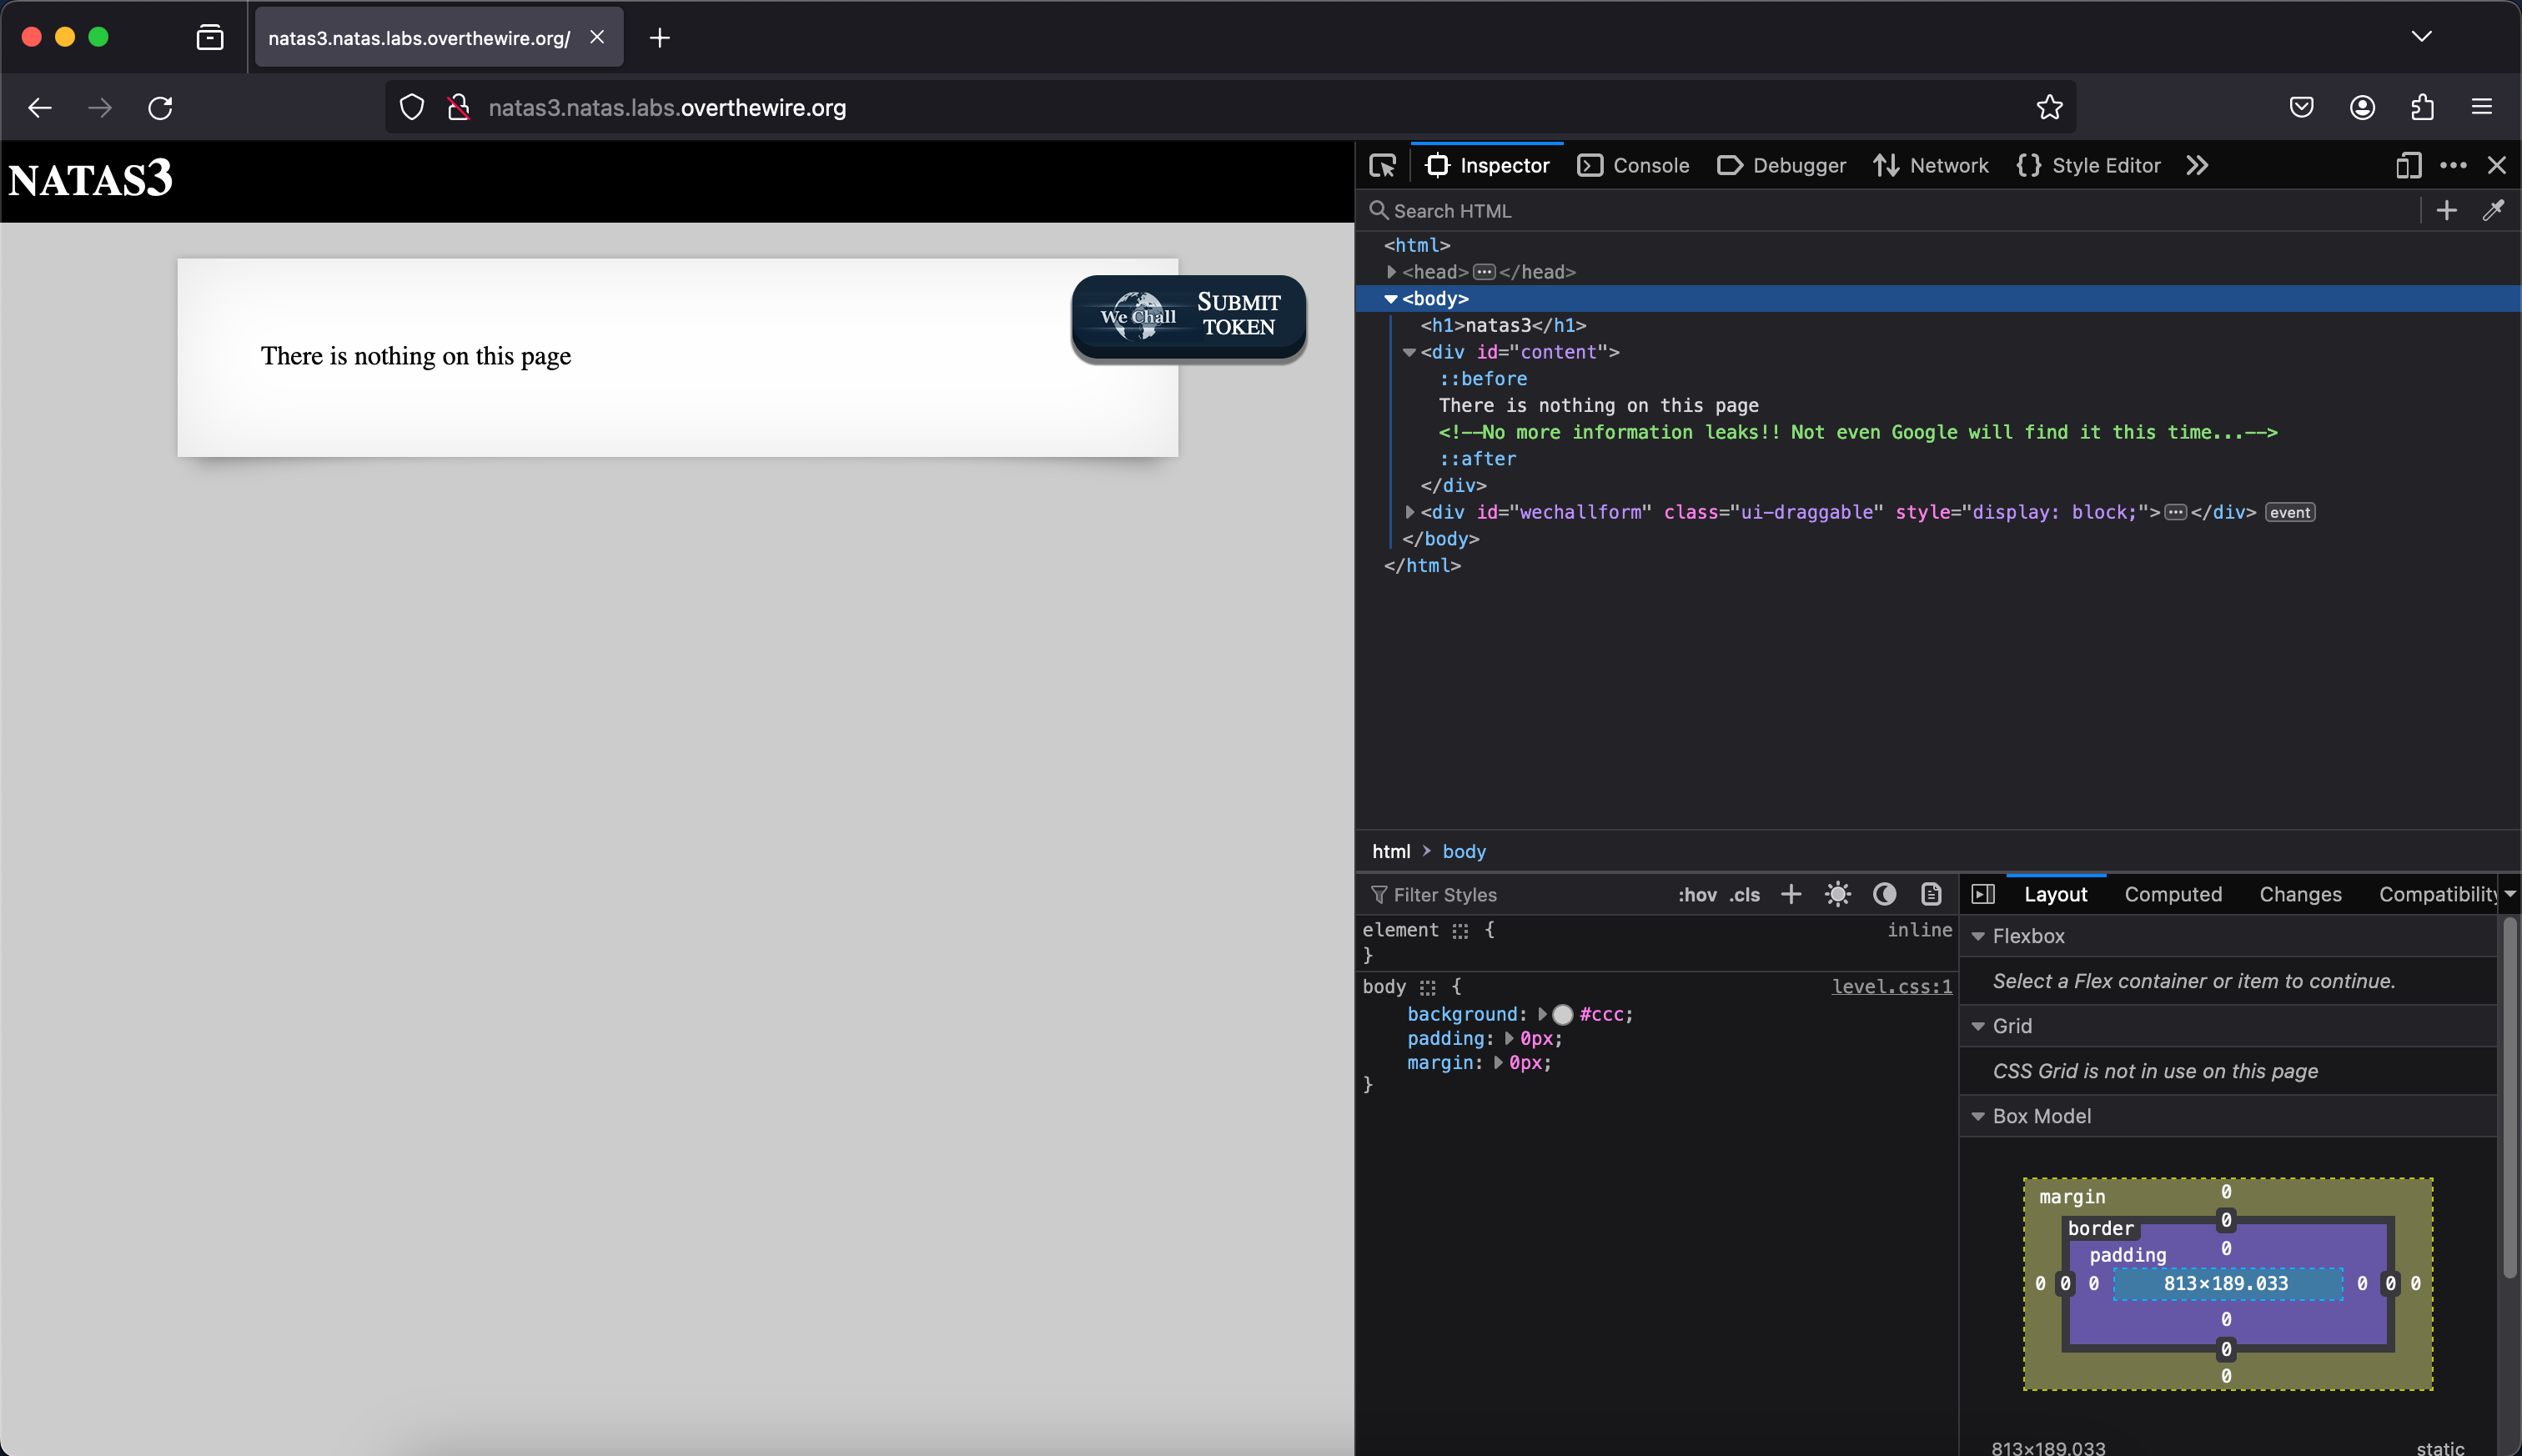 natas3.natas.labs.overthewire.org/
natas3.natas.labs.overthewire.org
NATAS3
There is nothing on this page
We Chall
SUBMIT
TOKEN
Inspector
Console
Debugger
Network
Style Editor
Search HTML
<html>
<head> ... </head>
<body>
<h1>natas3</h1>
<div id="content">
::before
There is nothing on this page
<!--No more information leaks!! Not even Google will find it this time...-->
::after
</div>
<div id="wechallform" class="ui-draggable" style="display: block;"> ... </div> event
</body>
</html>
html > body
Filter Styles
:hov .cls
element {
inline
}
body {
level.css:1
background: #ccc;
padding: 0px;
margin: 0px;
}
Layout
Computed
Changes
Compatibility
Flexbox
Select a Flex container or item to continue.
Grid
CSS Grid is not in use on this page
Box Model
margin
0
border
0
padding
0
0 0 0 813×189.033 0 0 0
0
0
0
813×189.033
static